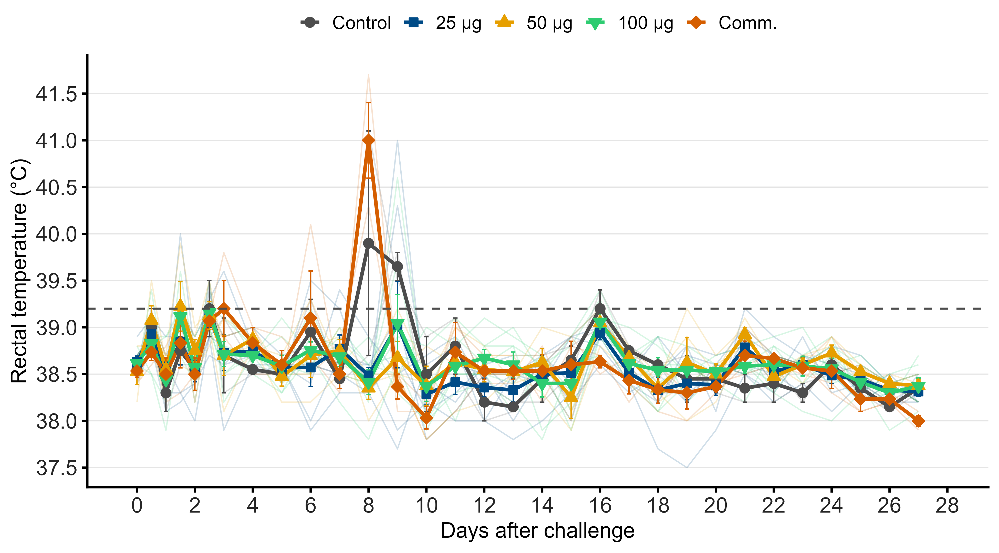 Control 25 µg 50 µg 100 µg Comm.
Rectal temperature (°C)
41.5
41.0
40.5
40.0
39.5
39.0
38.5
38.0
37.5
0 2 4 6 8 10 12 14 16 18 20 22 24 26 28
Days after challenge